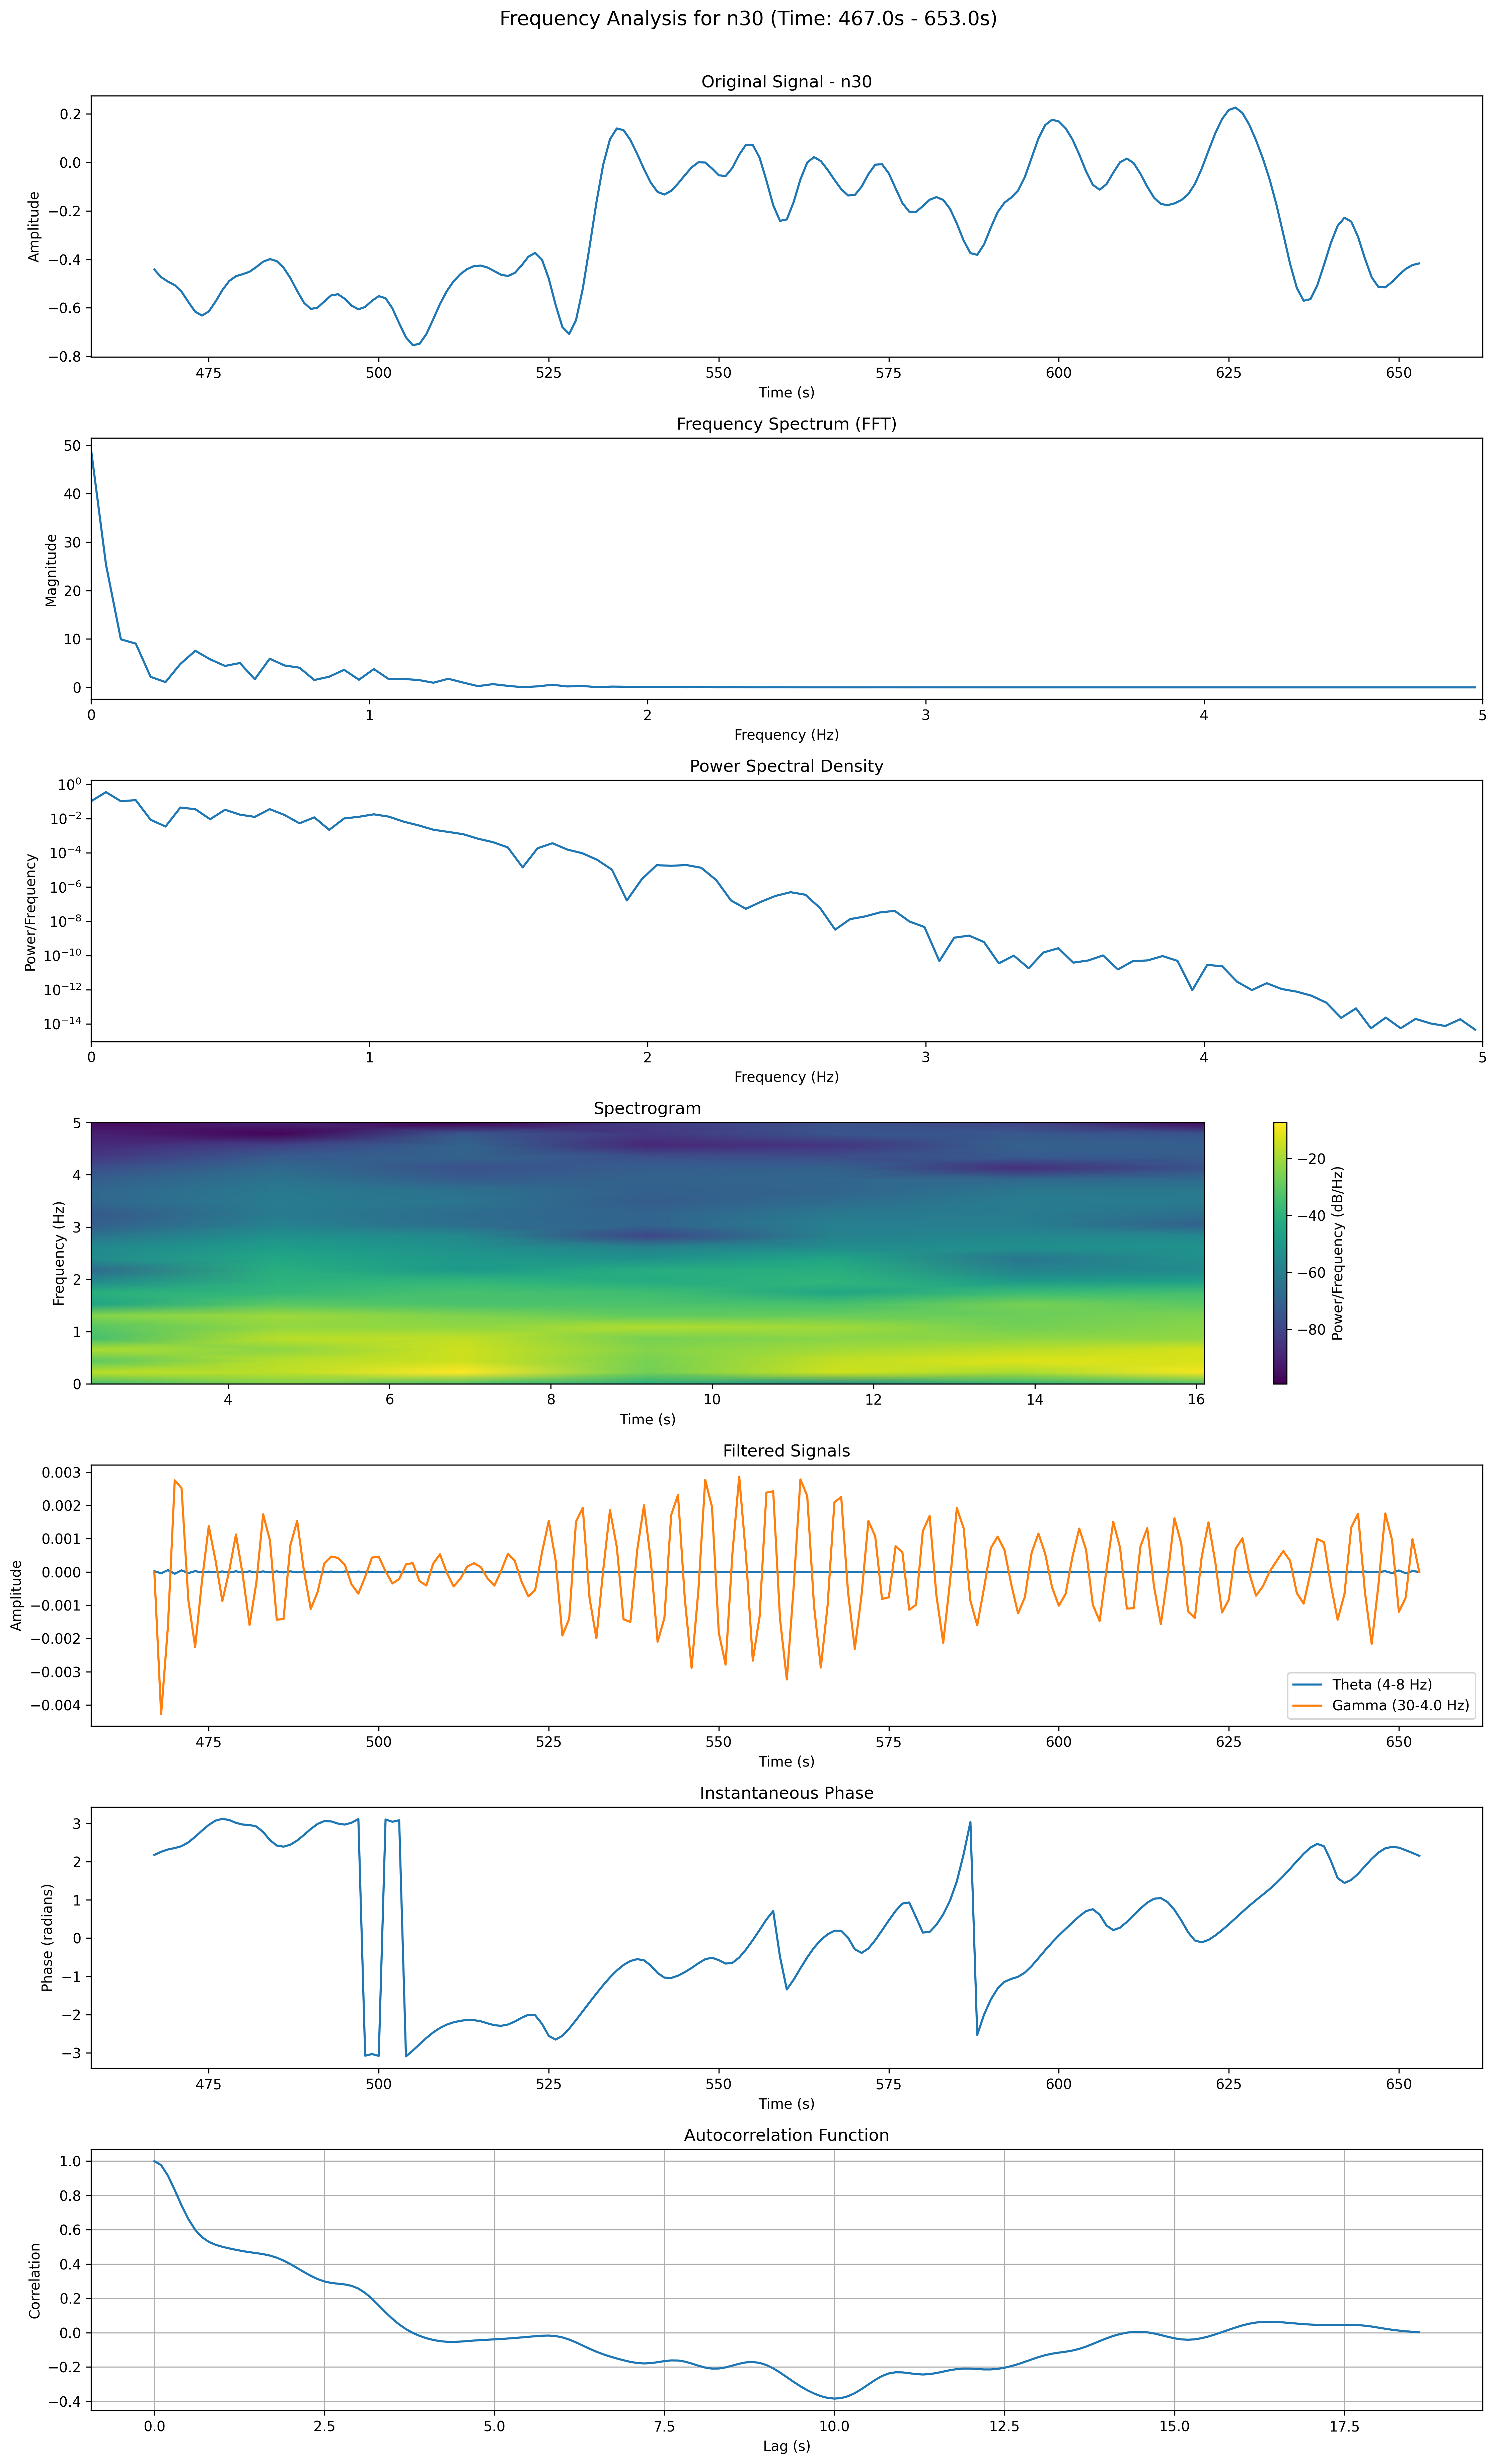 Frequency Analysis for n30 (Time: 467.0s - 653.0s)
Original Signal - n30
Amplitude
0.2
0.0
−0.2
−0.4
−0.6
−0.8
475 500 525 550 575 600 625 650
Time (s)
Frequency Spectrum (FFT)
Magnitude
50
40
30
20
10
0
0 1 2 3 4 5
Frequency (Hz)
Power Spectral Density
Power/Frequency
10⁰
10⁻²
10⁻⁴
10⁻⁶
10⁻⁸
10⁻¹⁰
10⁻¹²
10⁻¹⁴
0 1 2 3 4 5
Frequency (Hz)
Spectrogram
Frequency (Hz)
5
4
3
2
1
0
4 6 8 10 12 14 16
Time (s)
−20
−40
−60
−80
Power/Frequency (dB/Hz)
Filtered Signals
Amplitude
0.003
0.002
0.001
0.000
−0.001
−0.002
−0.003
−0.004
Theta (4-8 Hz)
Gamma (30-4.0 Hz)
475 500 525 550 575 600 625 650
Time (s)
Instantaneous Phase
Phase (radians)
3
2
1
0
−1
−2
−3
475 500 525 550 575 600 625 650
Time (s)
Autocorrelation Function
Correlation
1.0
0.8
0.6
0.4
0.2
0.0
−0.2
−0.4
0.0 2.5 5.0 7.5 10.0 12.5 15.0 17.5
Lag (s)